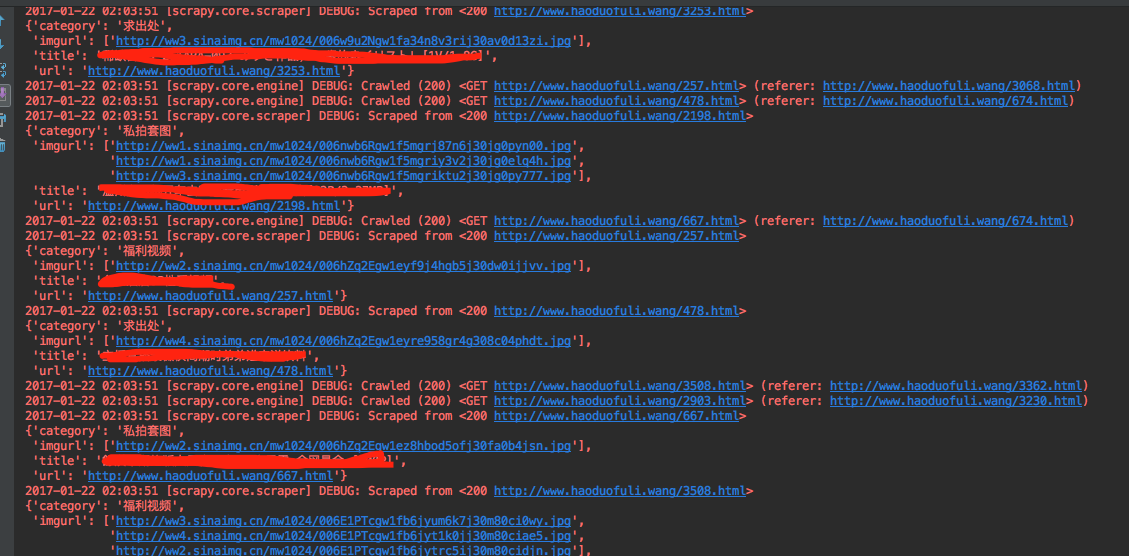 2017-01-22 02:03:51 [scrapy.core.scraper] DEBUG: Scraped from <200 http://www.haoduofuli.wang/3253.html>
{'category': '求出处',
'imgurl': ['http://ww3.sinaimg.cn/mw1024/006w9u2Ngw1fa34n8v3rij30av0d13zi.jpg'],
'title': '
'url': 'http://www.haoduofuli.wang/3253.html'}
2017-01-22 02:03:51 [scrapy.core.engine] DEBUG: Crawled (200) <GET http://www.haoduofuli.wang/257.html> (referer: http://www.haoduofuli.wang/3068.html)
2017-01-22 02:03:51 [scrapy.core.engine] DEBUG: Crawled (200) <GET http://www.haoduofuli.wang/478.html> (referer: http://www.haoduofuli.wang/674.html)
2017-01-22 02:03:51 [scrapy.core.scraper] DEBUG: Scraped from <200 http://www.haoduofuli.wang/2198.html>
{'category': '私拍套图',
'imgurl': ['http://ww1.sinaimg.cn/mw1024/006nwb6Rgw1f5mgrj87n6j30jg0pyn00.jpg',
'http://ww1.sinaimg.cn/mw1024/006nwb6Rgw1f5mgriy3v2j30jg0elq4h.jpg',
'http://ww3.sinaimg.cn/mw1024/006nwb6Rgw1f5mgriktu2j30jg0py777.jpg'],
'title': ',
'url': 'http://www.haoduofuli.wang/2198.html'}
2017-01-22 02:03:51 [scrapy.core.engine] DEBUG: Crawled (200) <GET http://www.haoduofuli.wang/667.html> (referer: http://www.haoduofuli.wang/674.html)
2017-01-22 02:03:51 [scrapy.core.scraper] DEBUG: Scraped from <200 http://www.haoduofuli.wang/257.html>
{'category': '福利视频',
'imgurl': ['http://ww2.sinaimg.cn/mw1024/006hZq2Egw1eyf9j4hgb5j30dw0ijjvv.jpg'],
'title': '
'url': 'http://www.haoduofuli.wang/257.html'}
2017-01-22 02:03:51 [scrapy.core.scraper] DEBUG: Scraped from <200 http://www.haoduofuli.wang/478.html>
{'category': '求出处',
'imgurl': ['http://ww4.sinaimg.cn/mw1024/006hZq2Egw1eyre958gr4g308c04phdt.jpg'],
'title': ',
'url': 'http://www.haoduofuli.wang/478.html'}
2017-01-22 02:03:51 [scrapy.core.engine] DEBUG: Crawled (200) <GET http://www.haoduofuli.wang/3508.html> (referer: http://www.haoduofuli.wang/3362.html)
2017-01-22 02:03:51 [scrapy.core.engine] DEBUG: Crawled (200) <GET http://www.haoduofuli.wang/2903.html> (referer: http://www.haoduofuli.wang/3230.html)
2017-01-22 02:03:51 [scrapy.core.scraper] DEBUG: Scraped from <200 http://www.haoduofuli.wang/667.html>
{'category': '私拍套图',
'imgurl': ['http://ww2.sinaimg.cn/mw1024/006hZq2Egw1ez8hbod5ofj30fa0b4jsn.jpg'],
'title': ',
'url': 'http://www.haoduofuli.wang/667.html'}
2017-01-22 02:03:51 [scrapy.core.scraper] DEBUG: Scraped from <200 http://www.haoduofuli.wang/3508.html>
{'category': '福利视频',
'imgurl': ['http://ww3.sinaimg.cn/mw1024/006E1PTcgw1fb6jyum6k7j30m80ci0wy.jpg',
'http://ww4.sinaimg.cn/mw1024/006E1PTcgw1fb6jyt1k0jj30m80ciae5.jpg',
'http://ww2.sinaimg.cn/mw1024/006E1PTcgw1fb6jytrc5ij30m80cidjn.jpg'],